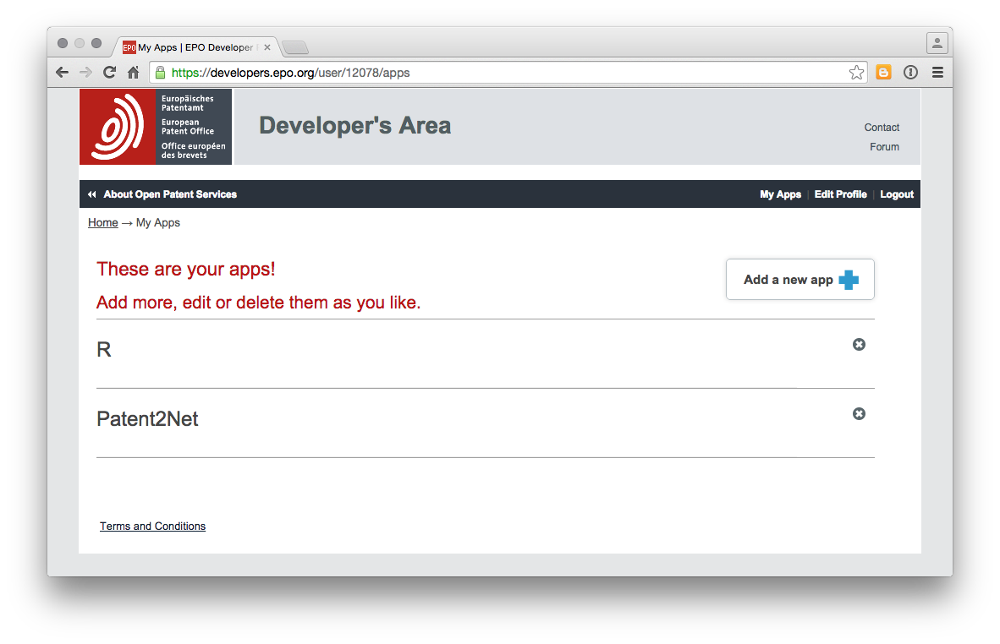 EPO My Apps | EPO Developer
https://developers.epo.org/user/12078/apps
Europäisches
Patentamt
European
Patent Office
Office européen
des brevets
Developer's Area
Contact
Forum
About Open Patent Services
My Apps | Edit Profile | Logout
Home → My Apps
These are your apps!
Add a new app
Add more, edit or delete them as you like.
R
Patent2Net
Terms and Conditions